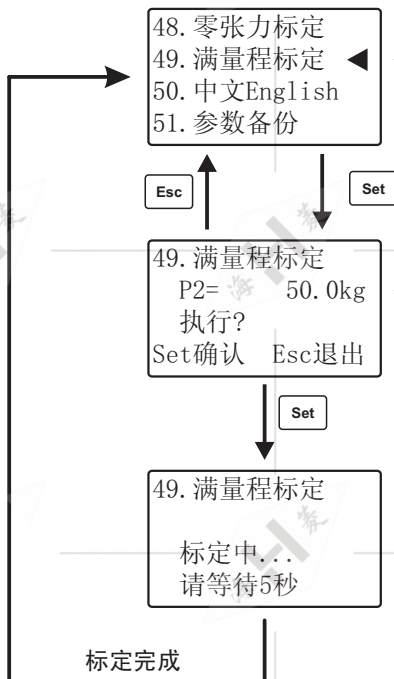 48.零张力标定
49.满量程标定 ◀
50.中文English
51.参数备份
Esc
Set
49.满量程标定
P2= 50.0kg
执行?
Set确认 Esc退出
Set
49.满量程标定
标定中...
请等待5秒
标定完成
海 H 菱